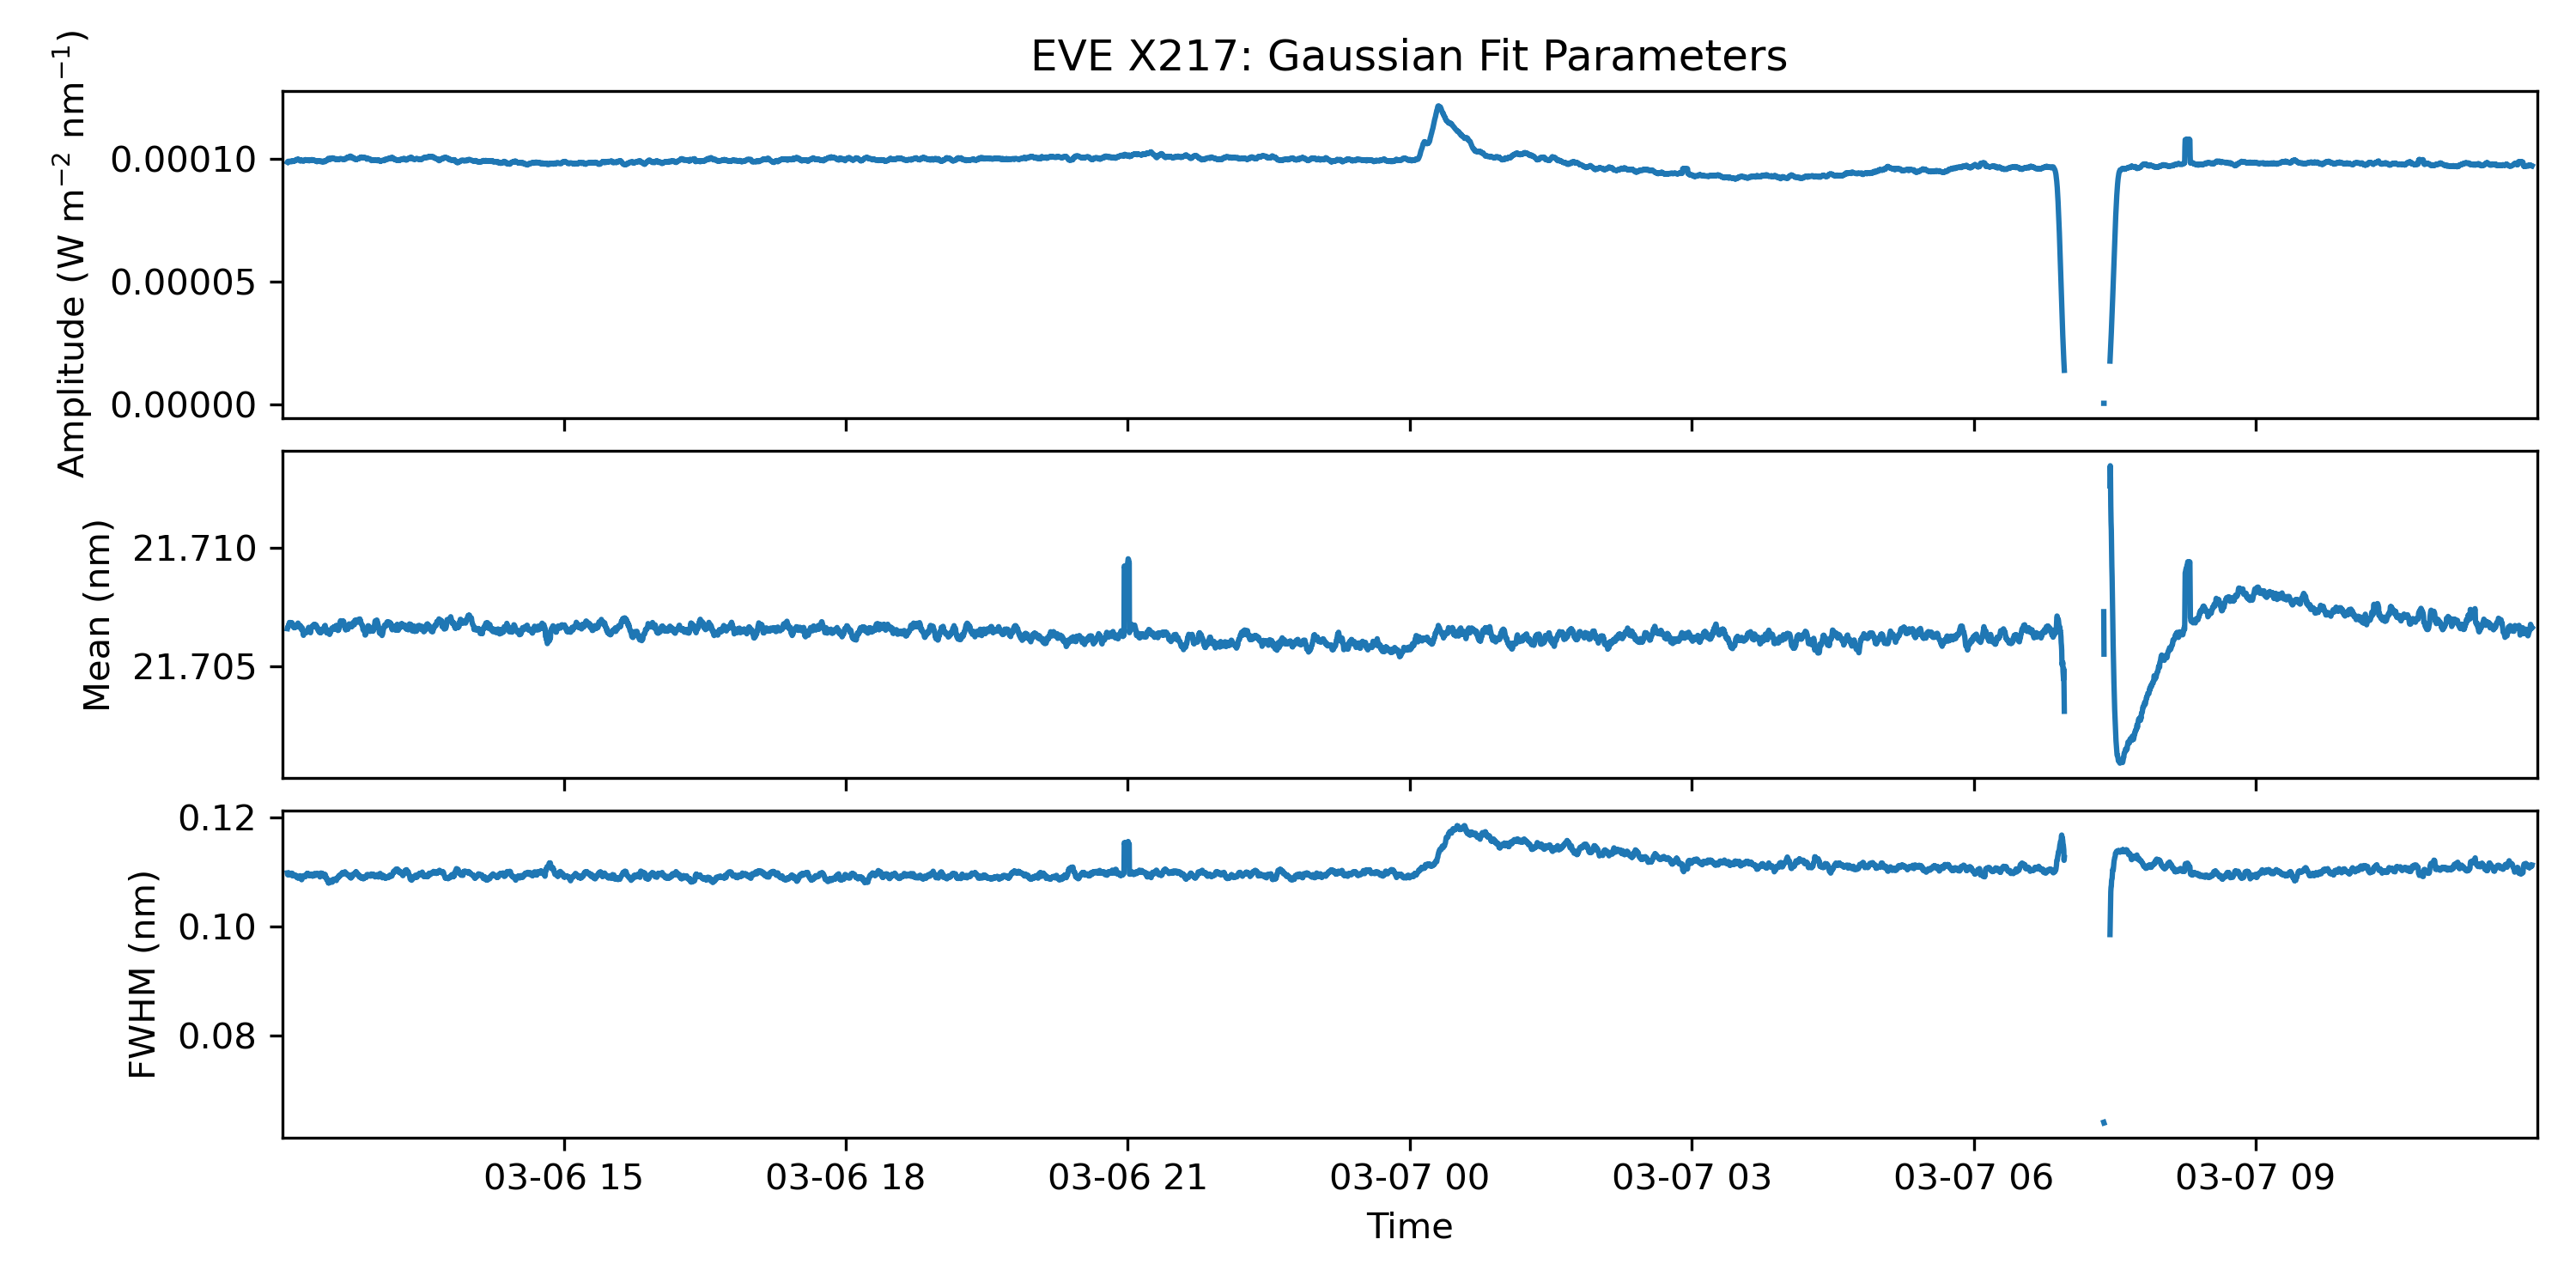 EVE X217: Gaussian Fit Parameters
Amplitude (W m⁻² nm⁻¹)
0.00010
0.00005
0.00000
Mean (nm)
21.710
21.705
FWHM (nm)
0.12
0.10
0.08
03-06 15 03-06 18 03-06 21 03-07 00 03-07 03 03-07 06 03-07 09
Time